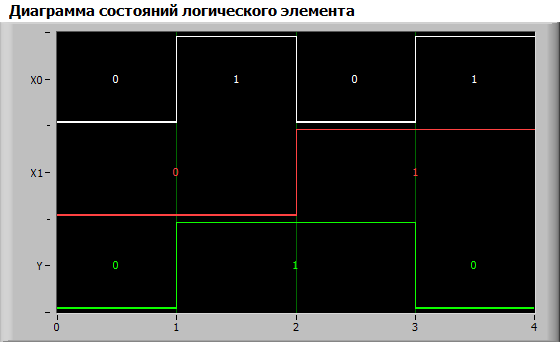 Диаграмма состояний логического элемента
X0
0 1 0 1
X1
0 1
Y
0 1 0
0 1 2 3 4